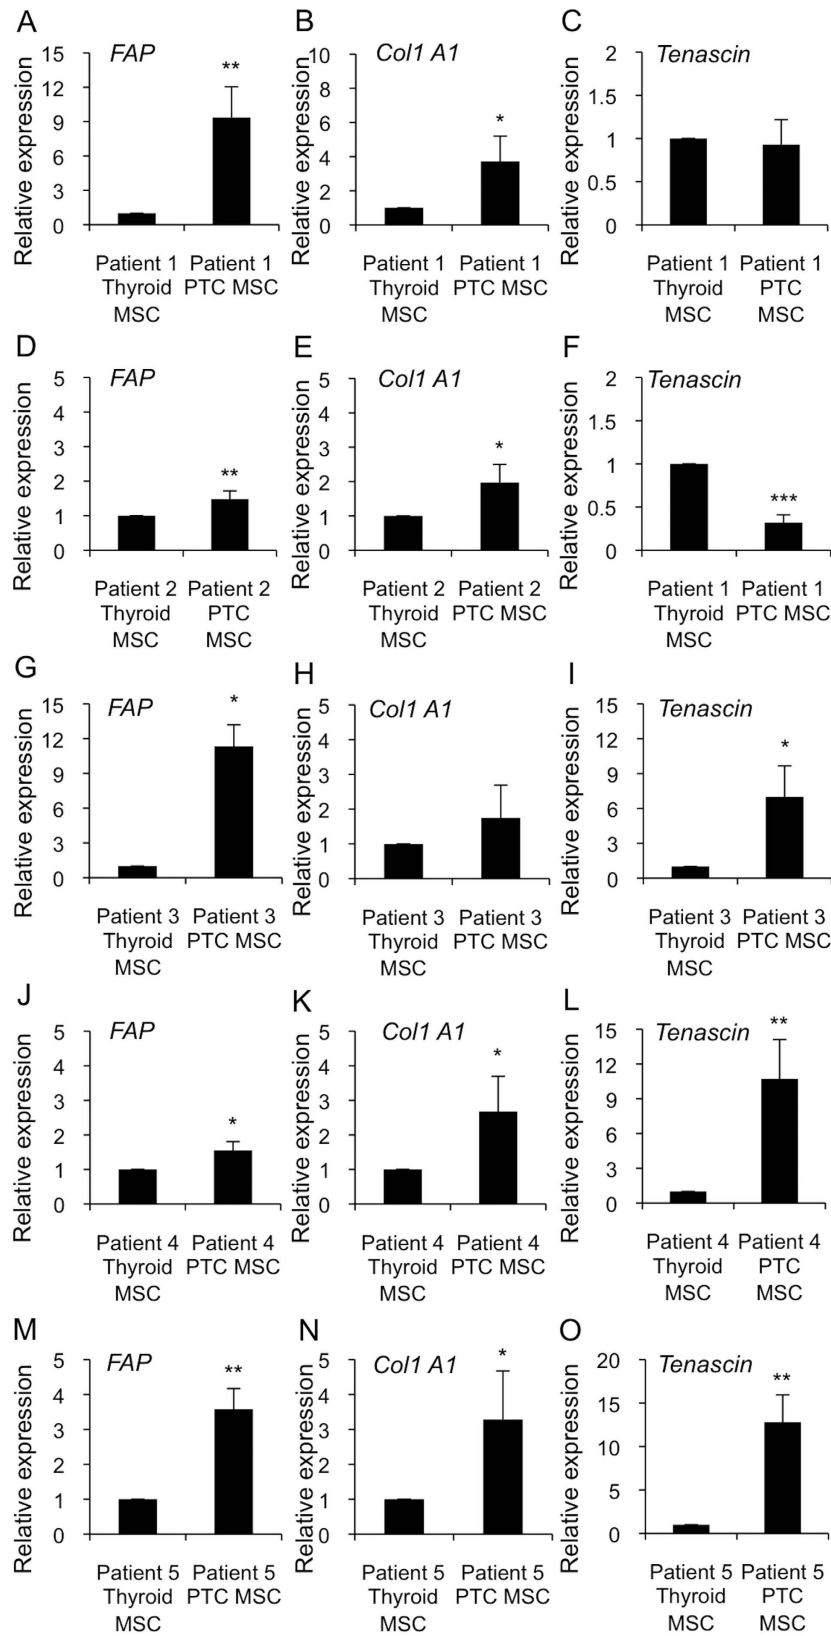 A
FAP
**
Relative expression
15
12
9
6
3
0
Patient 1 Patient 1
Thyroid PTC MSC
MSC
B
Col1 A1
*
Relative expression
10
8
6
4
2
0
Patient 1 Patient 1
Thyroid PTC MSC
MSC
C
Tenascin
Relative expression
2
1.5
1
0.5
0
Patient 1 Patient 1
Thyroid PTC
MSC MSC
D
FAP
**
Relative expression
5
4
3
2
1
0
Patient 2 Patient 2
Thyroid PTC
MSC MSC
E
Col1 A1
*
Relative expression
5
4
3
2
1
0
Patient 2 Patient 2
Thyroid PTC MSC
MSC
F
Tenascin
***
Relative expression
2
1.5
1
0.5
0
Patient 1 Patient 1
Thyroid PTC MSC
MSC
G
FAP
*
Relative expression
15
12
9
6
3
0
Patient 3 Patient 3
Thyroid PTC MSC
MSC
H
Col1 A1
Relative expression
5
4
3
2
1
0
Patient 3 Patient 3
Thyroid PTC MSC
MSC
I
Tenascin
*
Relative expression
15
12
9
6
3
0
Patient 3 Patient 3
Thyroid PTC MSC
MSC
J
FAP
*
Relative expression
5
4
3
2
1
0
Patient 4 Patient 4
Thyroid PTC MSC
MSC
K
Col1 A1
*
Relative expression
5
4
3
2
1
0
Patient 4 Patient 4
Thyroid PTC MSC
MSC
L
Tenascin
**
Relative expression
15
12
9
6
3
0
Patient 4 Patient 4
Thyroid PTC
MSC MSC
M
FAP
**
Relative expression
5
4
3
2
1
0
Patient 5 Patient 5
Thyroid PTC MSC
MSC
N
Col1 A1
*
Relative expression
5
4
3
2
1
0
Patient 5 Patient 5
Thyroid PTC MSC
MSC
O
Tenascin
**
Relative expression
20
15
10
5
0
Patient 5 Patient 5
Thyroid PTC
MSC MSC